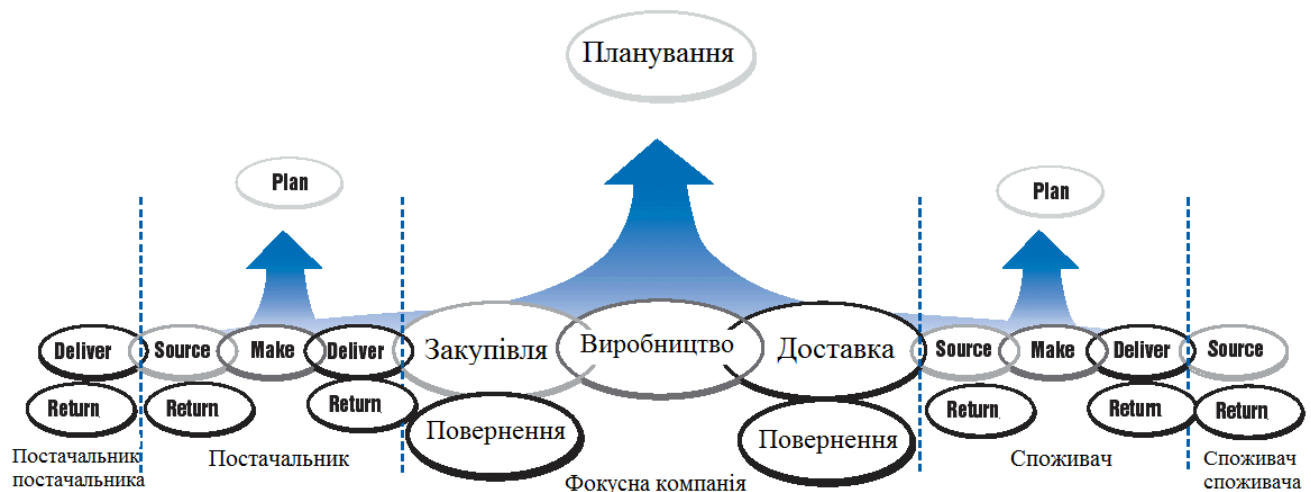 Планування
Plan
Plan
Deliver
Source
Make
Deliver
Закупівля
Виробництво
Доставка
Source
Make
Deliver
Source
Return
Return
Return
Повернення
Повернення
Return
Return
Return
Постачальник
постачальника
Постачальник
Фокусна компанія
Споживач
Споживач
споживача